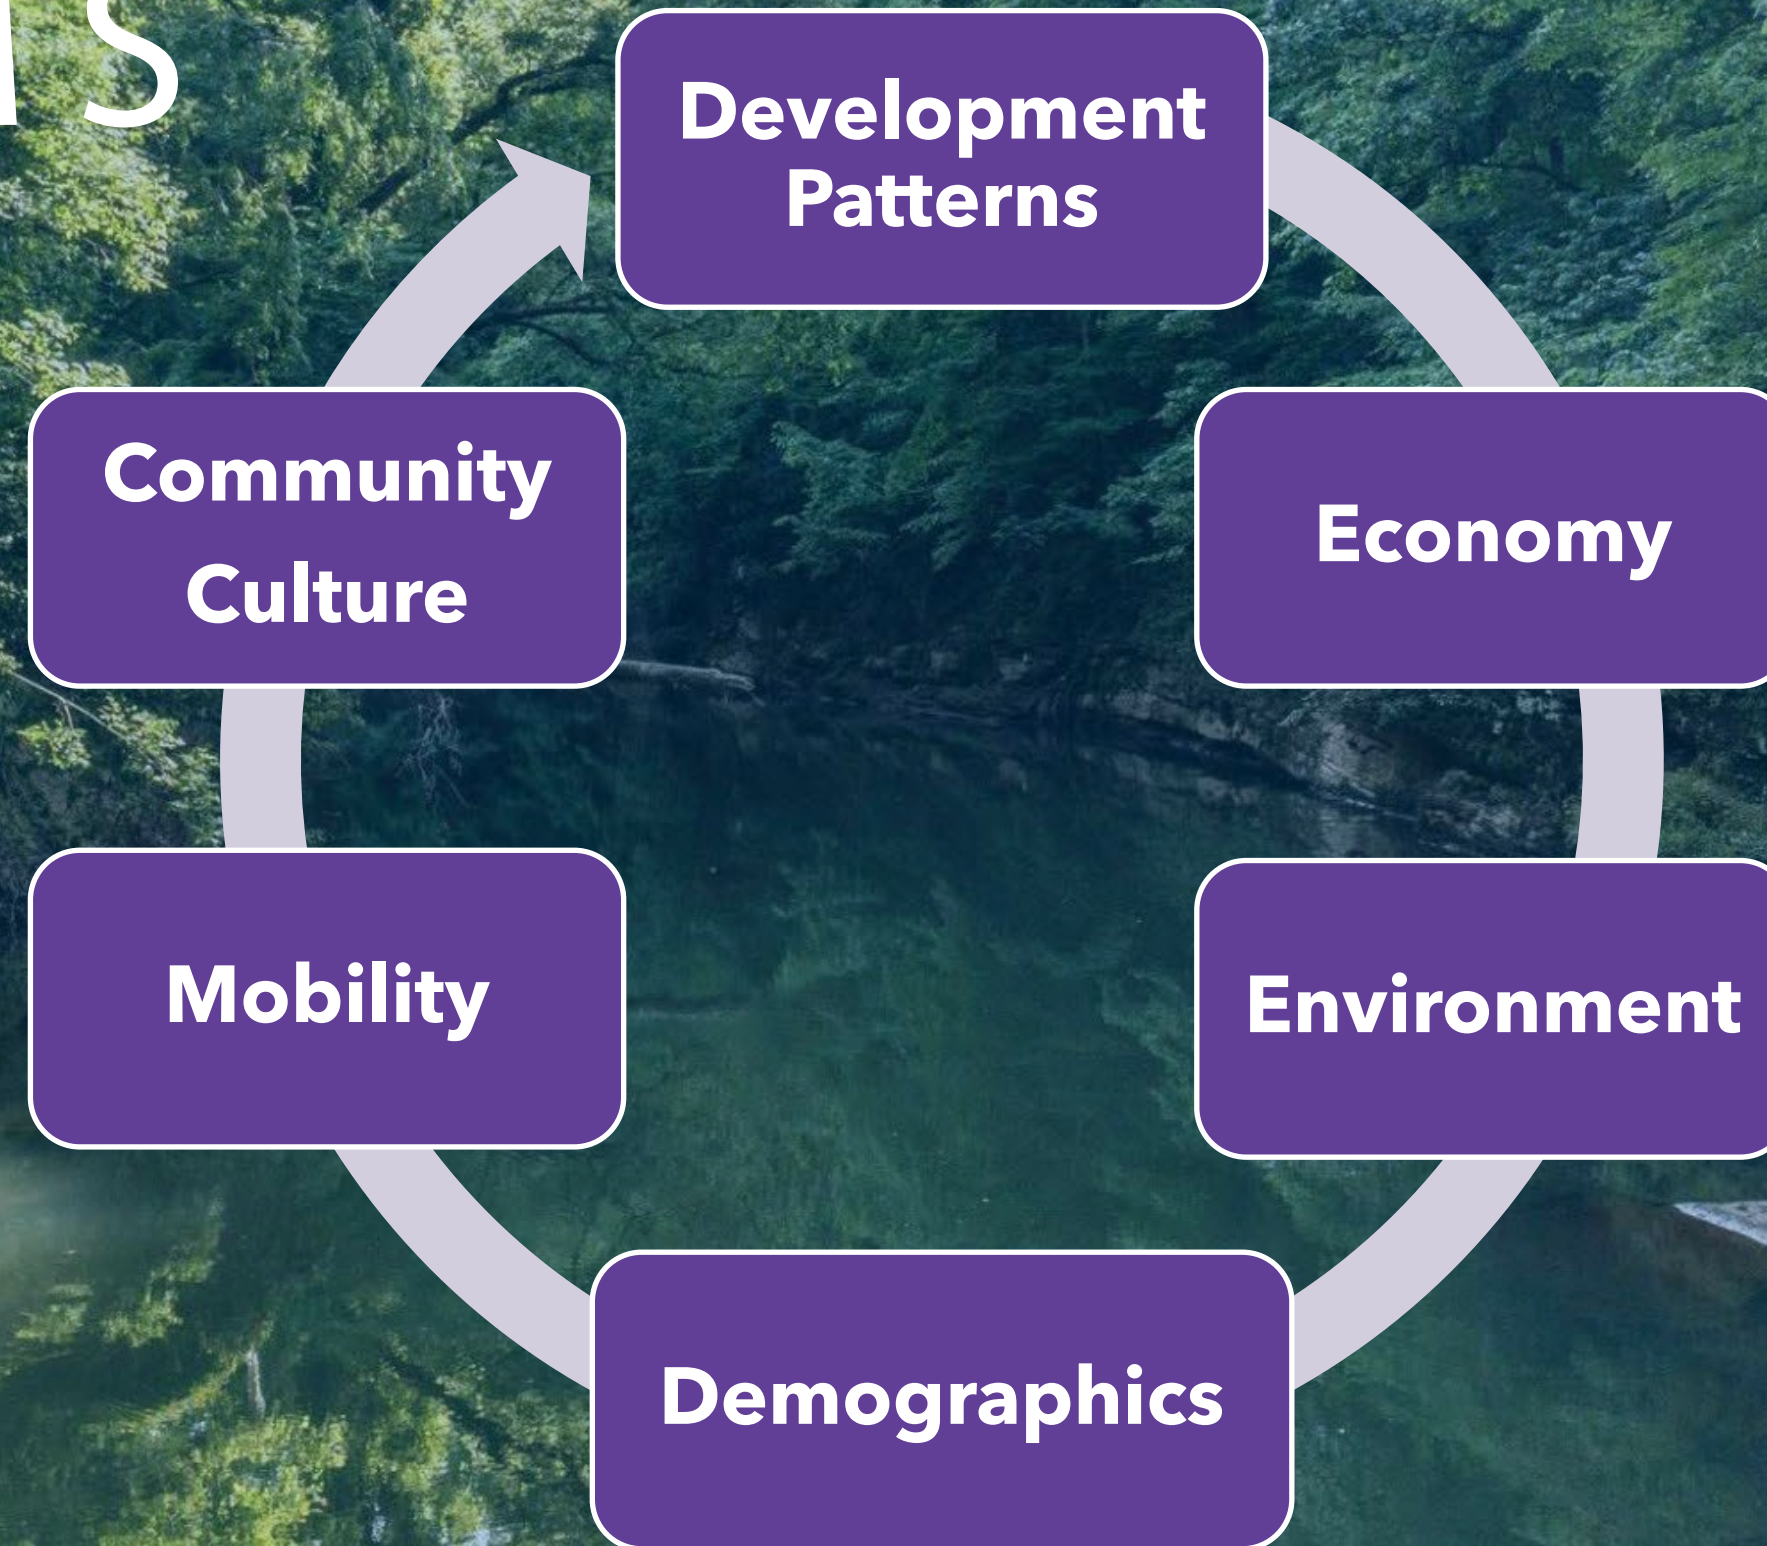 Development
Patterns
Economy
Environment
Demographics
Mobility
Community
Culture